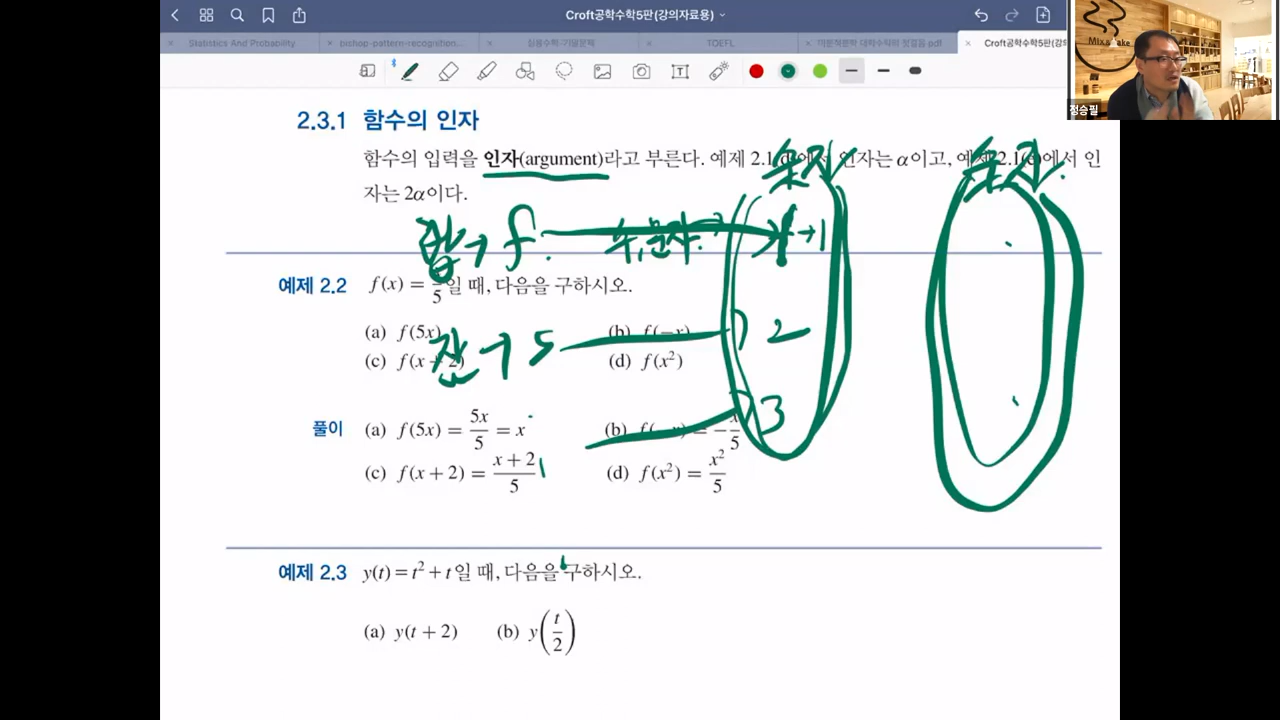 Croft공학수학5판(강의자료용)
Statistics And Probability
bishop-pattern-recognition...
TOEFL
Croft공학수학5판(강의
정승필
2.3.1 함수의 인자
함수의 입력을 인자(argument)라고 부른다. 예제 2.1 에서 인자는 α이고, 예제 2.1 에서 인
자는 2α이다.
f
→ 1
예제 2.2 f(x) = 5 일 때, 다음을 구하시오.
(a) f(5x) (b) f(−x)
→ 5 2
(c) f(x + 2) (d) f(x²)
3
풀이 (a) f(5x) = 5x/5 = x (b) f(−x) = −x/5
(c) f(x + 2) = x + 2/5 (d) f(x²) = x²/5
예제 2.3 y(t) = t² + t일 때, 다음을 구하시오.
(a) y(t + 2) (b) y(t/2)